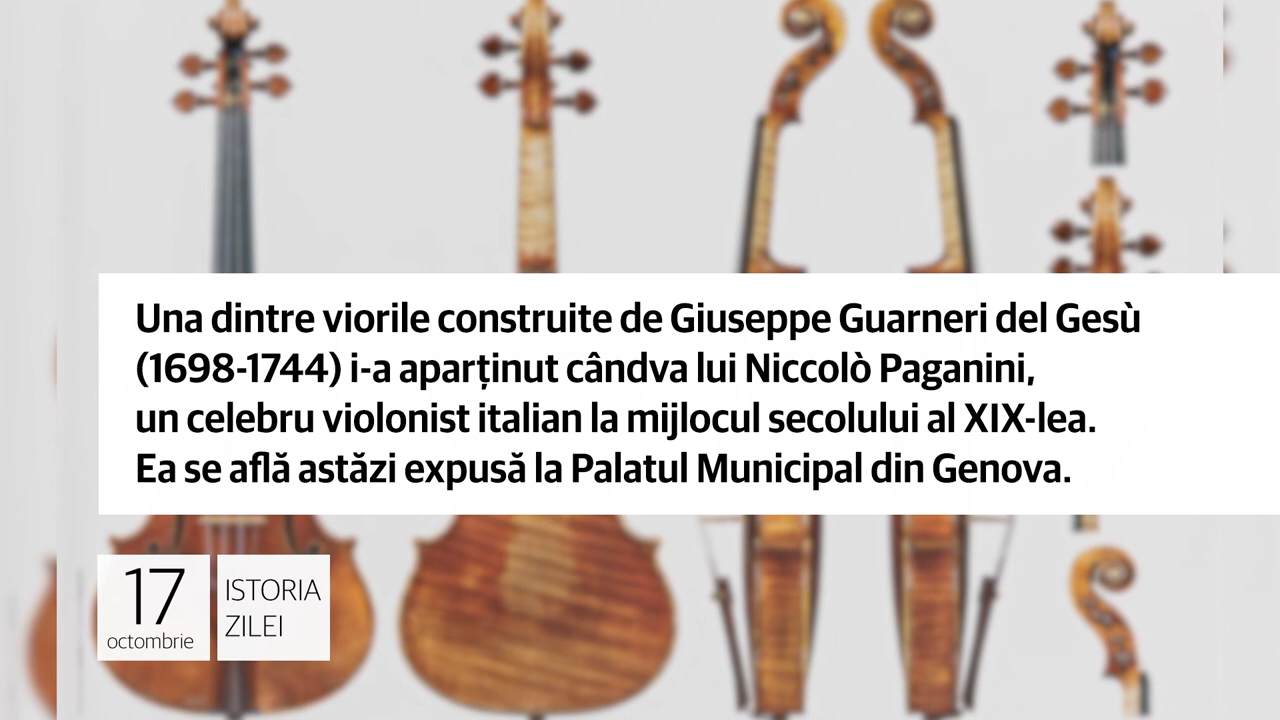 Una dintre viorile construite de Giuseppe Guarneri del Gesù
(1698-1744) i-a aparținut cândva lui Niccolò Paganini,
un celebru violonist italian la mijlocul secolului al XIX-lea.
Ea se află astăzi expusă la Palatul Municipal din Genova.
17
octombrie
ISTORIA
ZILEI